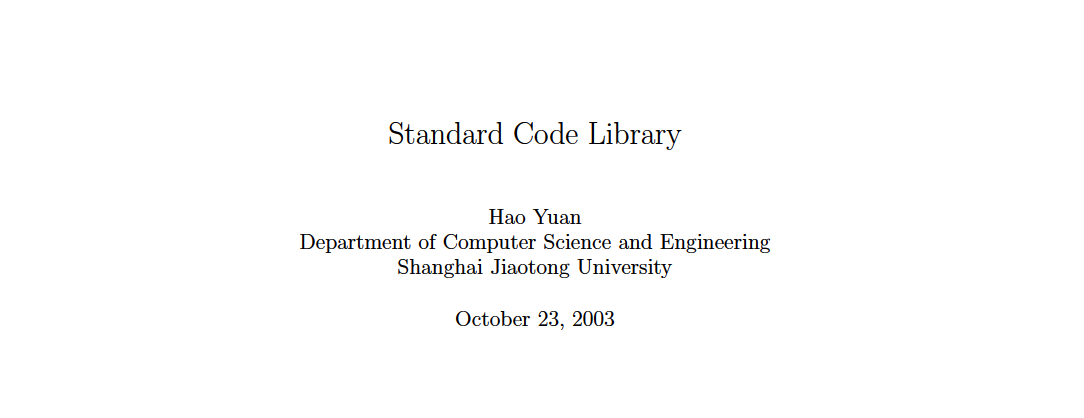 Standard Code Library
Hao Yuan
Department of Computer Science and Engineering
Shanghai Jiaotong University
October 23, 2003